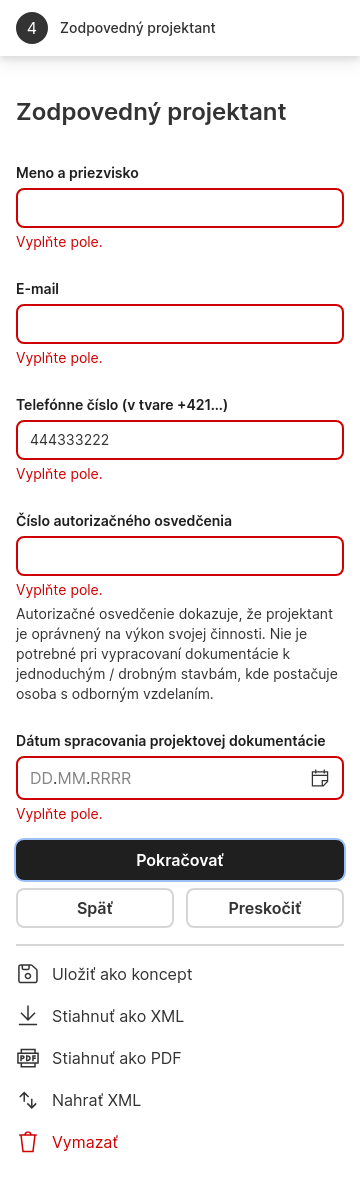 4 Zodpovedný projektant
Zodpovedný projektant
Meno a priezvisko
Vyplňte pole.
E-mail
Vyplňte pole.
Telefónne číslo (v tvare +421...)
444333222
Vyplňte pole.
Číslo autorizačného osvedčenia
Vyplňte pole.
Autorizačné osvedčenie dokazuje, že projektant
je oprávnený na výkon svojej činnosti. Nie je
potrebné pri vypracovaní dokumentácie k
jednoduchým / drobným stavbám, kde postačuje
osoba s odborným vzdelaním.
Dátum spracovania projektovej dokumentácie
DD.MM.RRRR
Vyplňte pole.
Pokračovať
Späť Preskočiť
Uložiť ako koncept
Stiahnuť ako XML
PDF Stiahnuť ako PDF
Nahrať XML
Vymazať